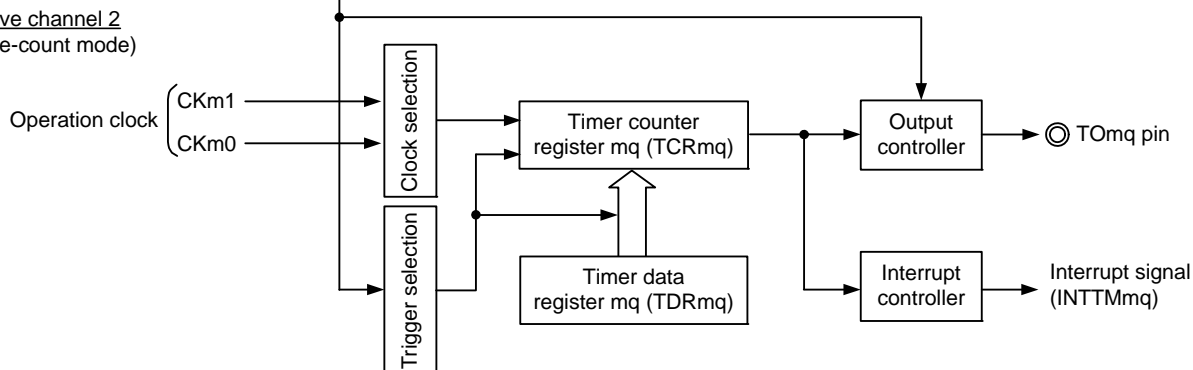 ve channel 2
e-count mode)
Operation clock
CKm1
CKm0
Clock selection
Trigger selection
Timer counter
register mq (TCRmq)
Timer data
register mq (TDRmq)
Output
controller
TOmq pin
Interrupt
controller
Interrupt signal
(INTTMmq)